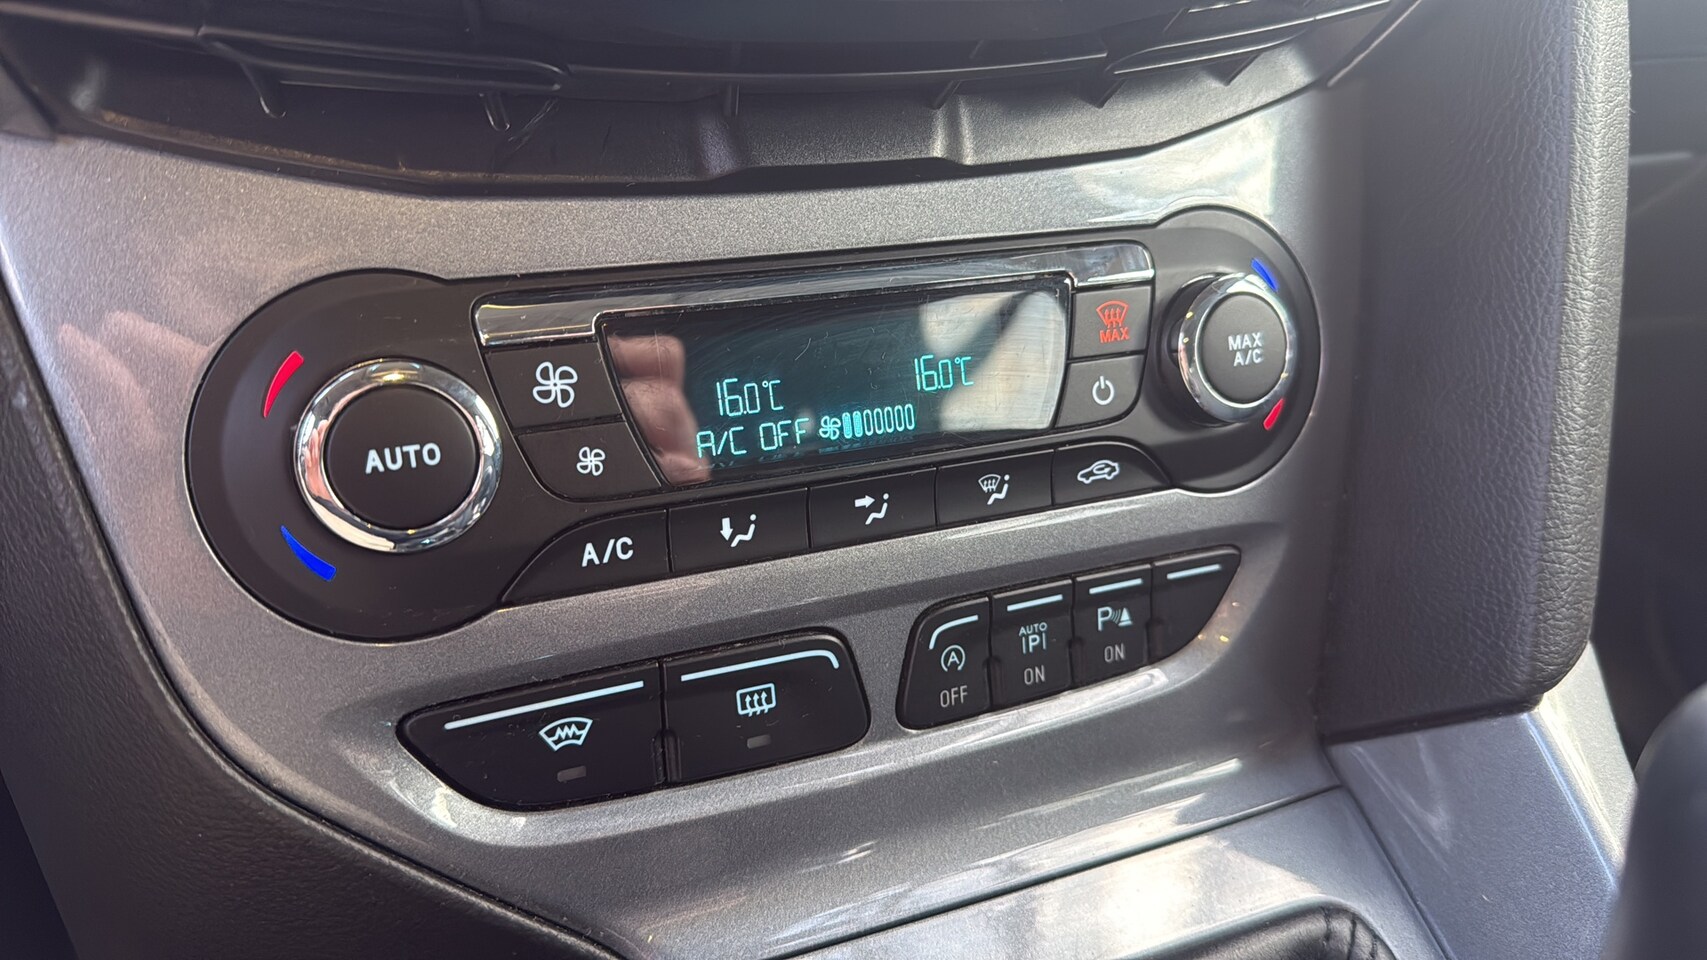 AUTO
16.0°C
16.0°C
A/C OFF
MAX
MAX
A/C
A/C
A
OFF
AUTO
P
ON
P
ON